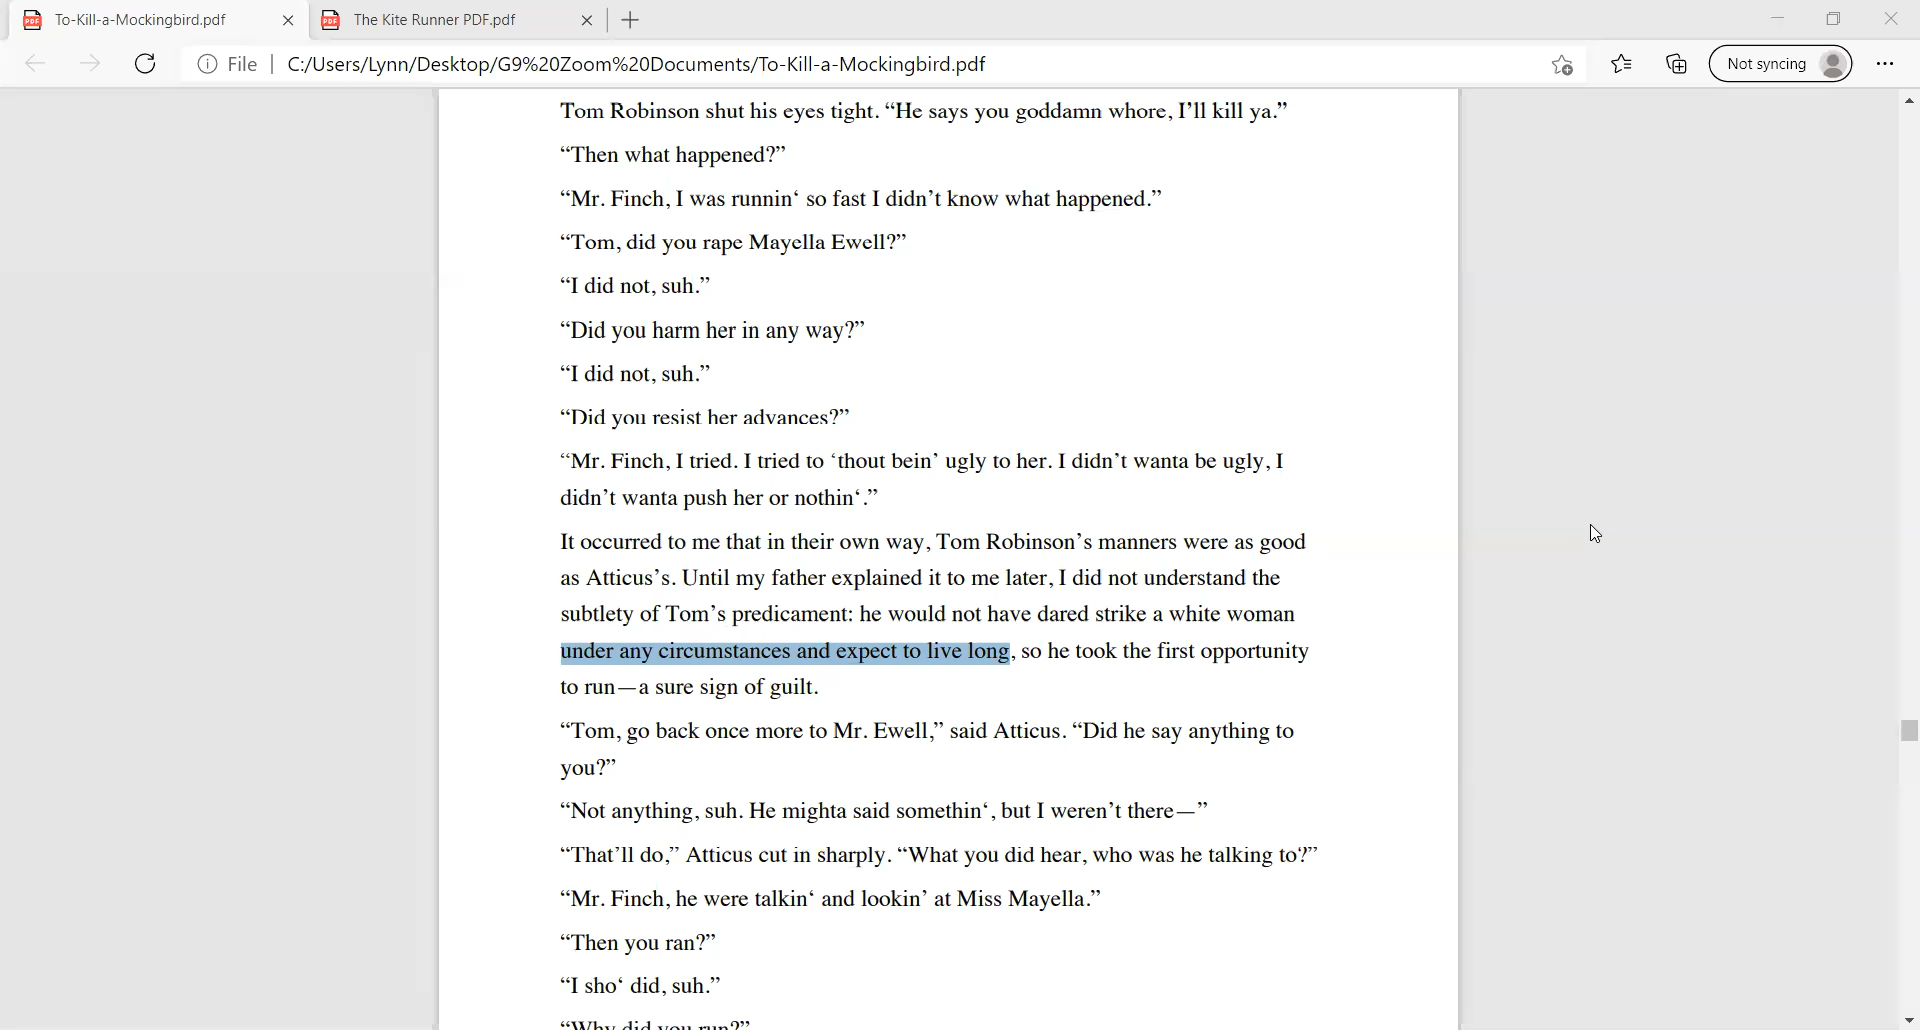 To-Kill-a-Mockingbird.pdf
The Kite Runner PDF.pdf
File
C:/Users/Lynn/Desktop/G9%20Zoom%20Documents/To-Kill-a-Mockingbird.pdf
Not syncing
Tom Robinson shut his eyes tight. “He says you goddamn whore, I’ll kill ya.”
“Then what happened?”
“Mr. Finch, I was runnin‘ so fast I didn’t know what happened.”
“Tom, did you rape Mayella Ewell?”
“I did not, suh.”
“Did you harm her in any way?”
“I did not, suh.”
“Did you resist her advances?”
“Mr. Finch, I tried. I tried to ‘thout bein’ ugly to her. I didn’t wanta be ugly, I
didn’t wanta push her or nothin‘.”
It occurred to me that in their own way, Tom Robinson’s manners were as good
as Atticus’s. Until my father explained it to me later, I did not understand the
subtlety of Tom’s predicament: he would not have dared strike a white woman
under any circumstances and expect to live long, so he took the first opportunity
to run—a sure sign of guilt.
“Tom, go back once more to Mr. Ewell,” said Atticus. “Did he say anything to
you?”
“Not anything, suh. He mighta said somethin‘, but I weren’t there—”
“That’ll do,” Atticus cut in sharply. “What you did hear, who was he talking to?”
“Mr. Finch, he were talkin‘ and lookin’ at Miss Mayella.”
“Then you ran?”
“I sho‘ did, suh.”
“Why did you run?”